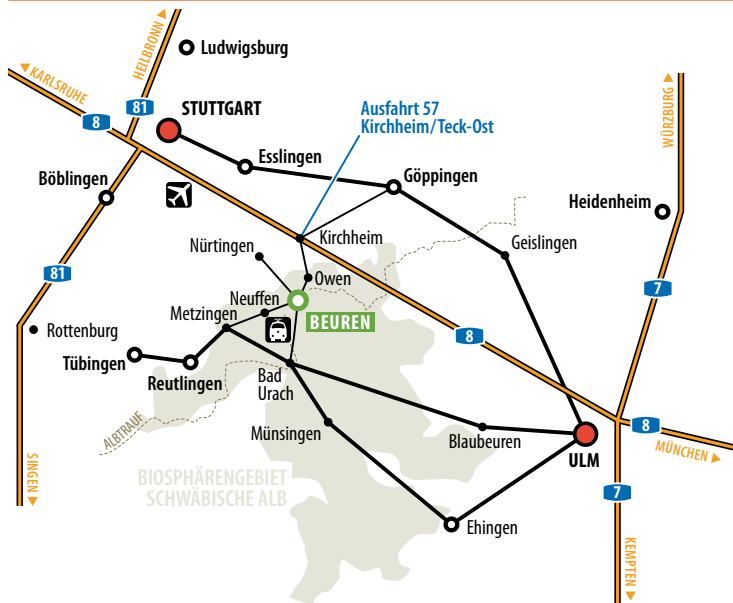 HEILBRONN
Ludwigsburg
KARLSRUHE
81
8
STUTTGART
Ausfahrt 57
Kirchheim/Teck-Ost
WÜRZBURG
Esslingen
Göppingen
Böblingen
Heidenheim
Nürtingen
Kirchheim
Geislingen
81
Owen
7
Neuffen
Metzingen
BEUREN
Rottenburg
8
Tübingen
Reutlingen
Bad
Urach
ALBTRAUF
Münsingen
Blaubeuren
8
MÜNCHEN
ULM
SINGEN
BIOSPHÄRENGEBIET
SCHWÄBISCHE ALB
7
Ehingen
KEMPTEN